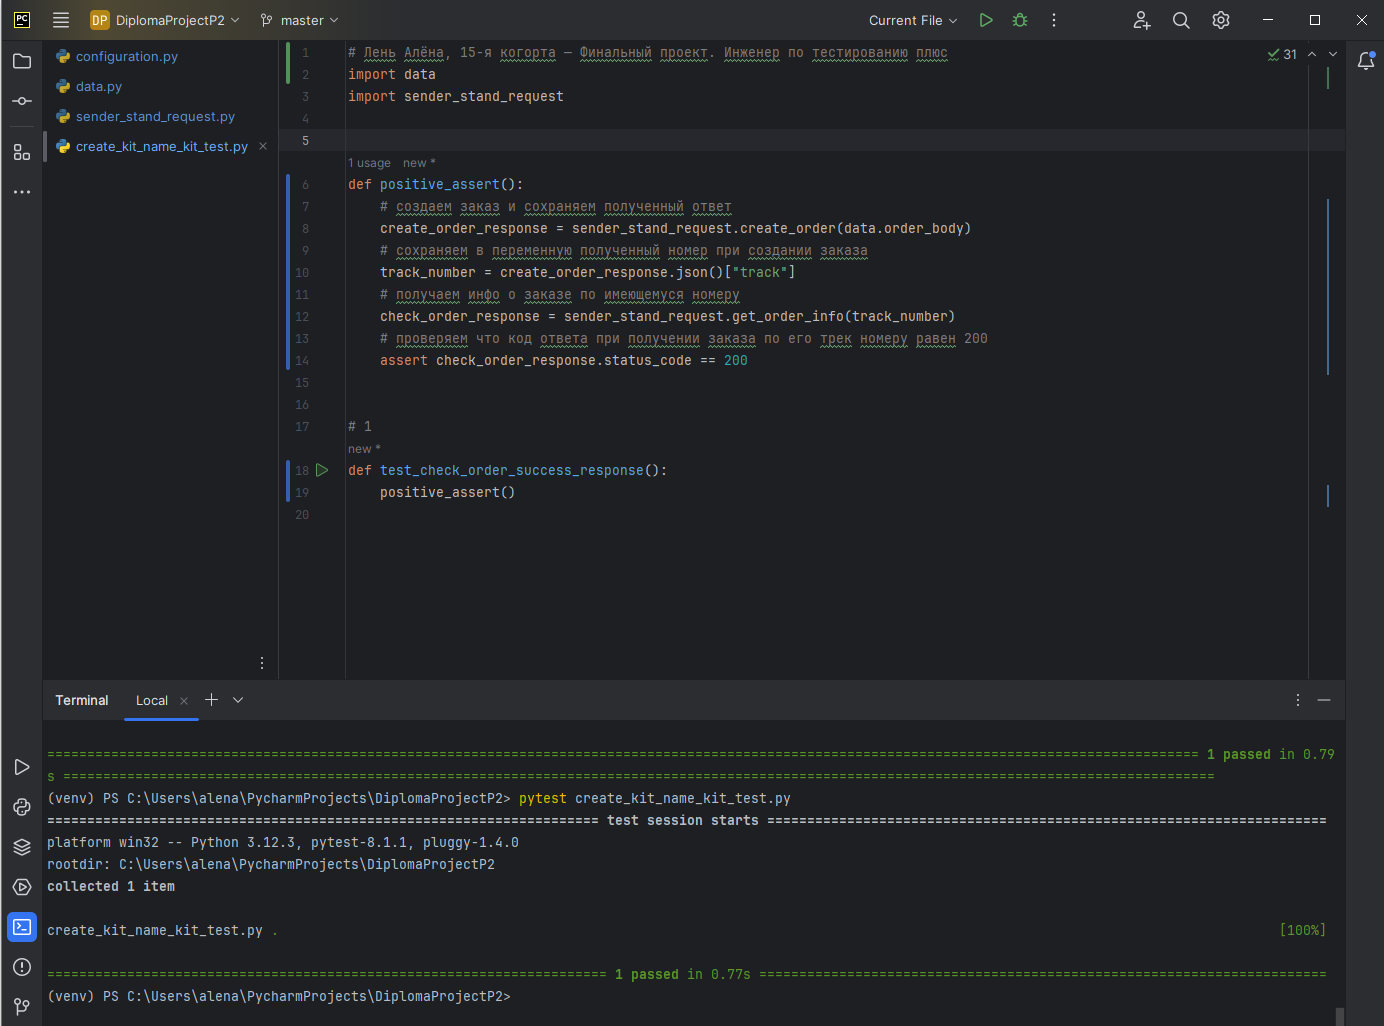 PC DP DiplomaProjectP2 master Current File
configuration.py
data.py
sender_stand_request.py
create_kit_name_kit_test.py
31
1 # Лень Алёна, 15-я когорта — Финальный проект. Инженер по тестированию плюс
2 import data
3 import sender_stand_request
4
5
1 usage new *
6 def positive_assert():
7 # создаем заказ и сохраняем полученный ответ
8 create_order_response = sender_stand_request.create_order(data.order_body)
9 # сохраняем в переменную полученный номер при создании заказа
10 track_number = create_order_response.json()["track"]
11 # получаем инфо о заказе по имеющемуся номеру
12 check_order_response = sender_stand_request.get_order_info(track_number)
13 # проверяем что код ответа при получении заказа по его трек номеру равен 200
14 assert check_order_response.status_code == 200
15
16
17 # 1
new *
18 def test_check_order_success_response():
19 positive_assert()
20
Terminal Local
================================================================================================================================================ 1 passed in 0.79
s ================================================================================================================================================
(venv) PS C:\Users\alena\PycharmProjects\DiplomaProjectP2> pytest create_kit_name_kit_test.py
===================================================================== test session starts ======================================================================
platform win32 -- Python 3.12.3, pytest-8.1.1, pluggy-1.4.0
rootdir: C:\Users\alena\PycharmProjects\DiplomaProjectP2
collected 1 item
create_kit_name_kit_test.py . [100%]
====================================================================== 1 passed in 0.77s =======================================================================
(venv) PS C:\Users\alena\PycharmProjects\DiplomaProjectP2>